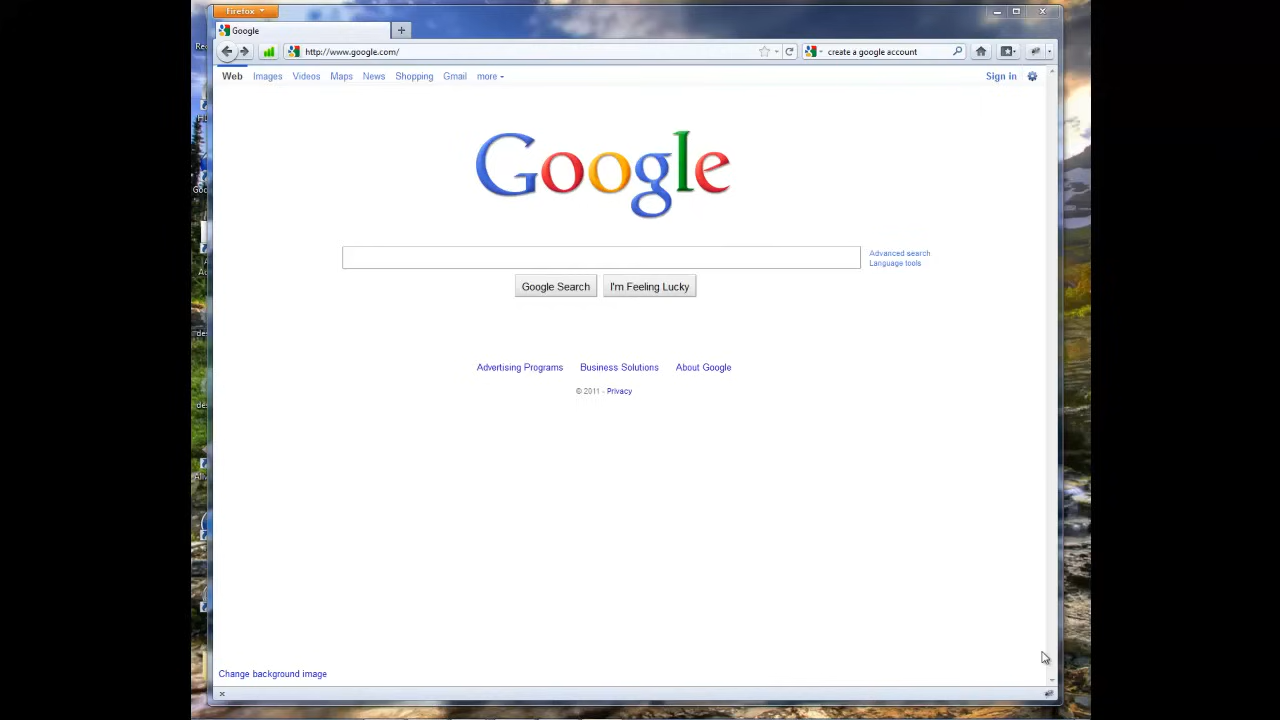 Firefox
Google
http://www.google.com/
create a google account
Web Images Videos Maps News Shopping Gmail more
Sign in
Google
Advanced search
Language tools
Google Search I'm Feeling Lucky
Advertising Programs Business Solutions About Google
© 2011 - Privacy
Change background image